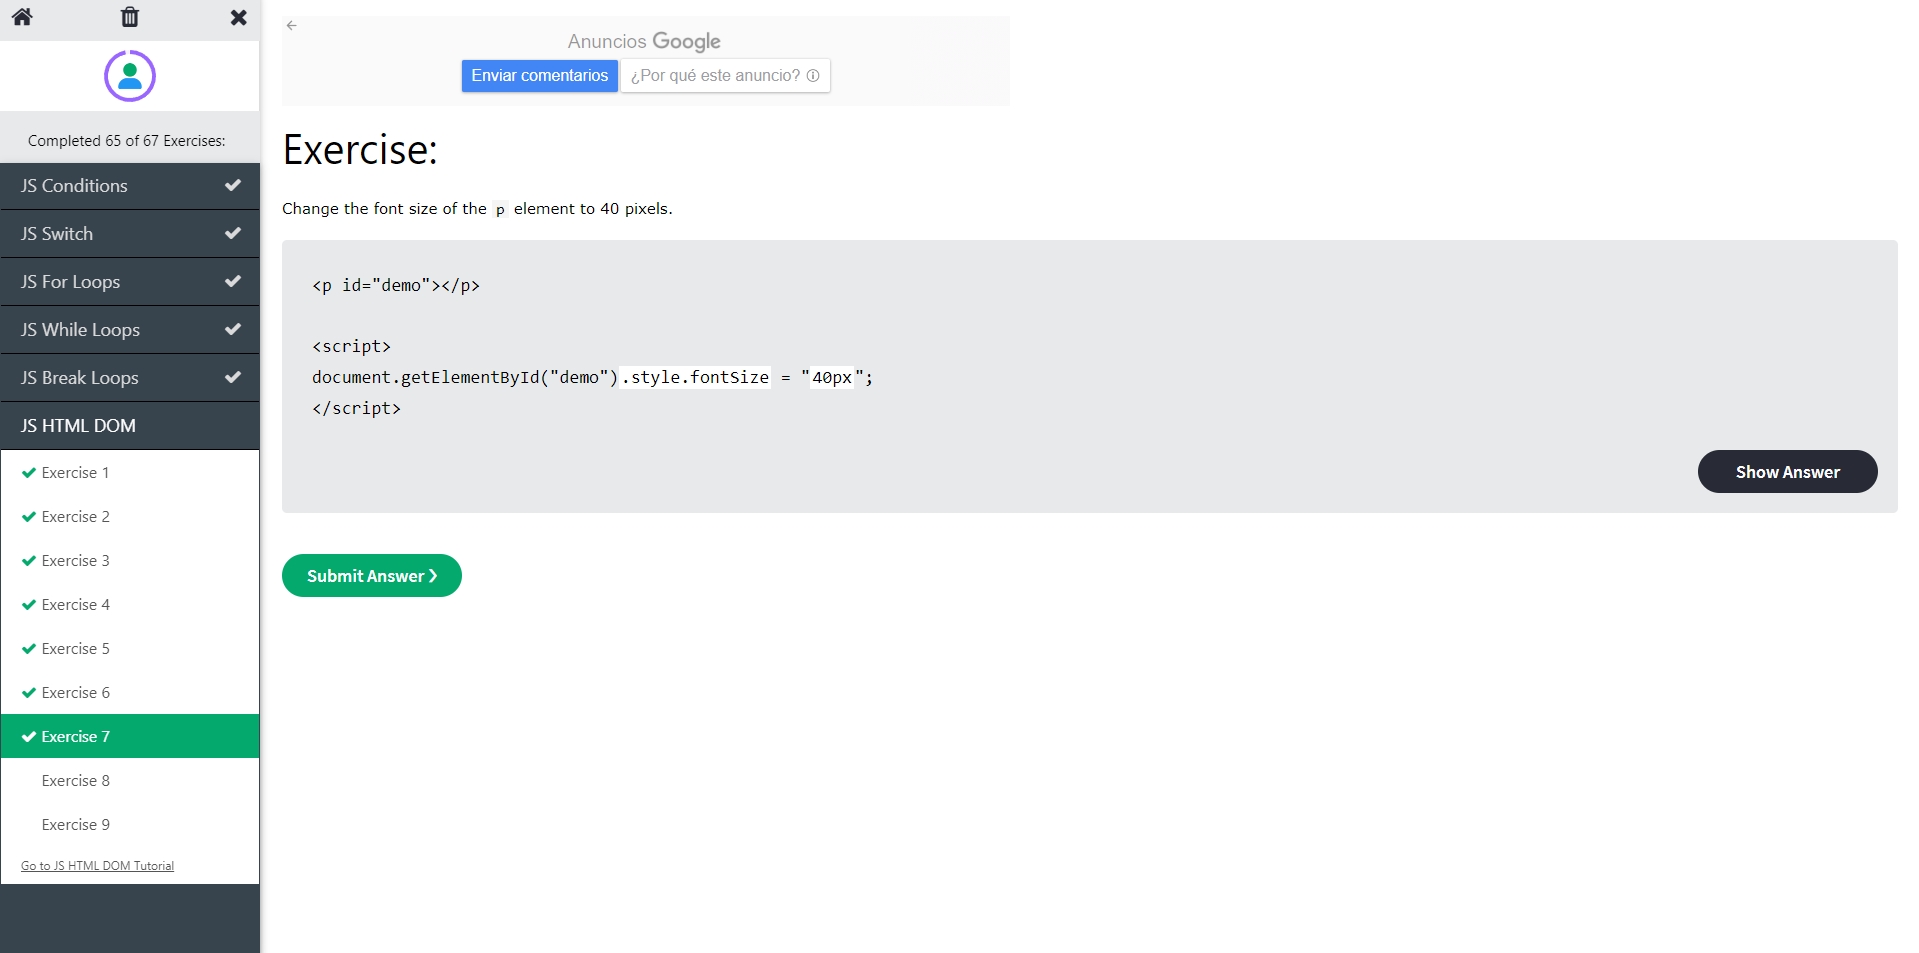 Completed 65 of 67 Exercises:
JS Conditions
JS Switch
JS For Loops
JS While Loops
JS Break Loops
JS HTML DOM
Exercise 1
Exercise 2
Exercise 3
Exercise 4
Exercise 5
Exercise 6
Exercise 7
Exercise 8
Exercise 9
Go to JS HTML DOM Tutorial
Anuncios Google
Enviar comentarios ¿Por qué este anuncio?
Exercise:
Change the font size of the p element to 40 pixels.
<p id="demo"></p>
<script>
document.getElementById("demo").style.fontSize = "40px";
</script>
Show Answer
Submit Answer ❯